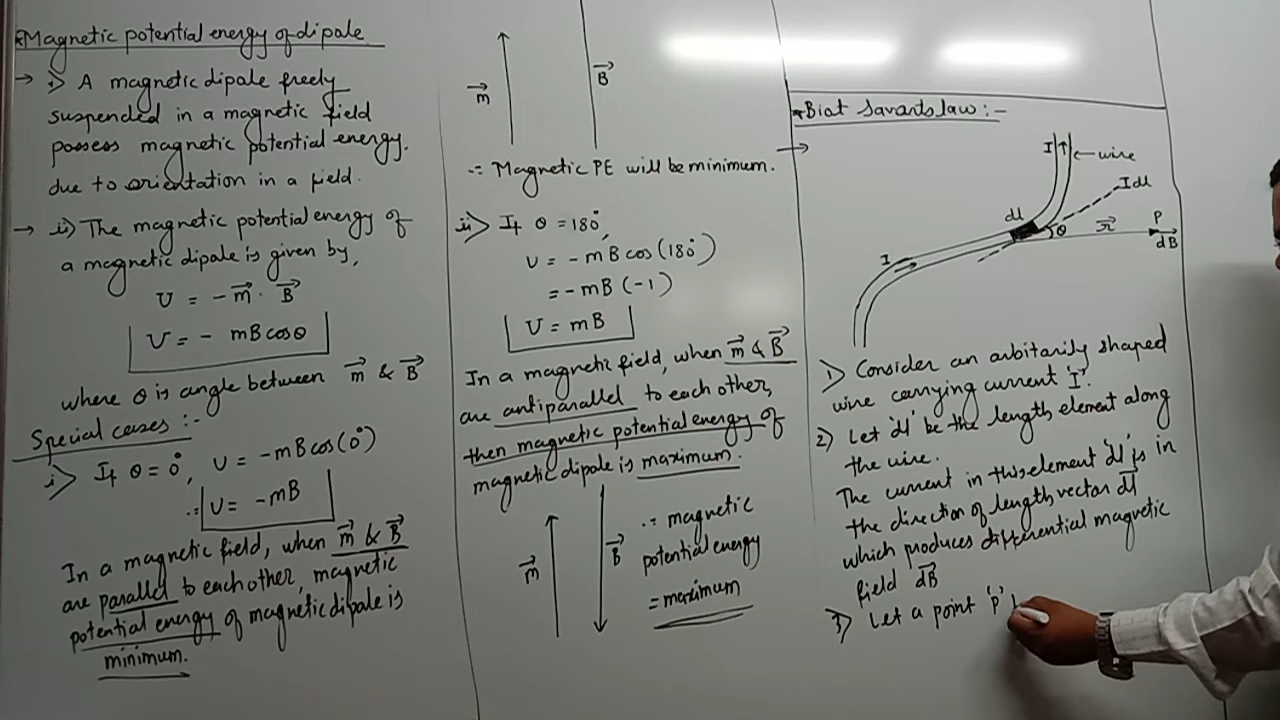 *Magnetic potential energy of dipole
→ i> A magnetic dipole freely
suspended in a magnetic field
possess magnetic potential energy.
due to orientation in a field.
→ ii> The magnetic potential energy of
a magnetic dipole is given by,
U = -m⃗ · B⃗
U = - mBcosθ
where θ is angle between m⃗ & B⃗
Special cases :-
i> If θ = 0°, U = -mBcos(0°)
∴ U = -mB
In a magnetic field, when m⃗ & B⃗
are parallel to each other, magnetic
potential energy of magnetic dipole is
minimum.
m⃗
B⃗
∴ Magnetic PE will be minimum.
ii> If θ = 180°,
U = - mBcos(180°)
= -mB (-1)
U = mB
In a magnetic field, when m⃗ & B⃗
are antiparallel to each other,
then magnetic potential energy of
magnetic dipole is maximum.
m⃗
B⃗
∴ magnetic
potential energy
= maximum
*Biot Savarts law :-
→
I ↑ ← wire
Idl
dl
θ
r⃗
P
dB
I
1> Consider an arbitarily shaped
wire carrying current 'I'.
2> Let 'dl' be the length element along
the wire.
The current in this element 'dl' is in
the direction of length vector dl⃗
which produces differential magnetic
field dB⃗
3> Let a point 'P'